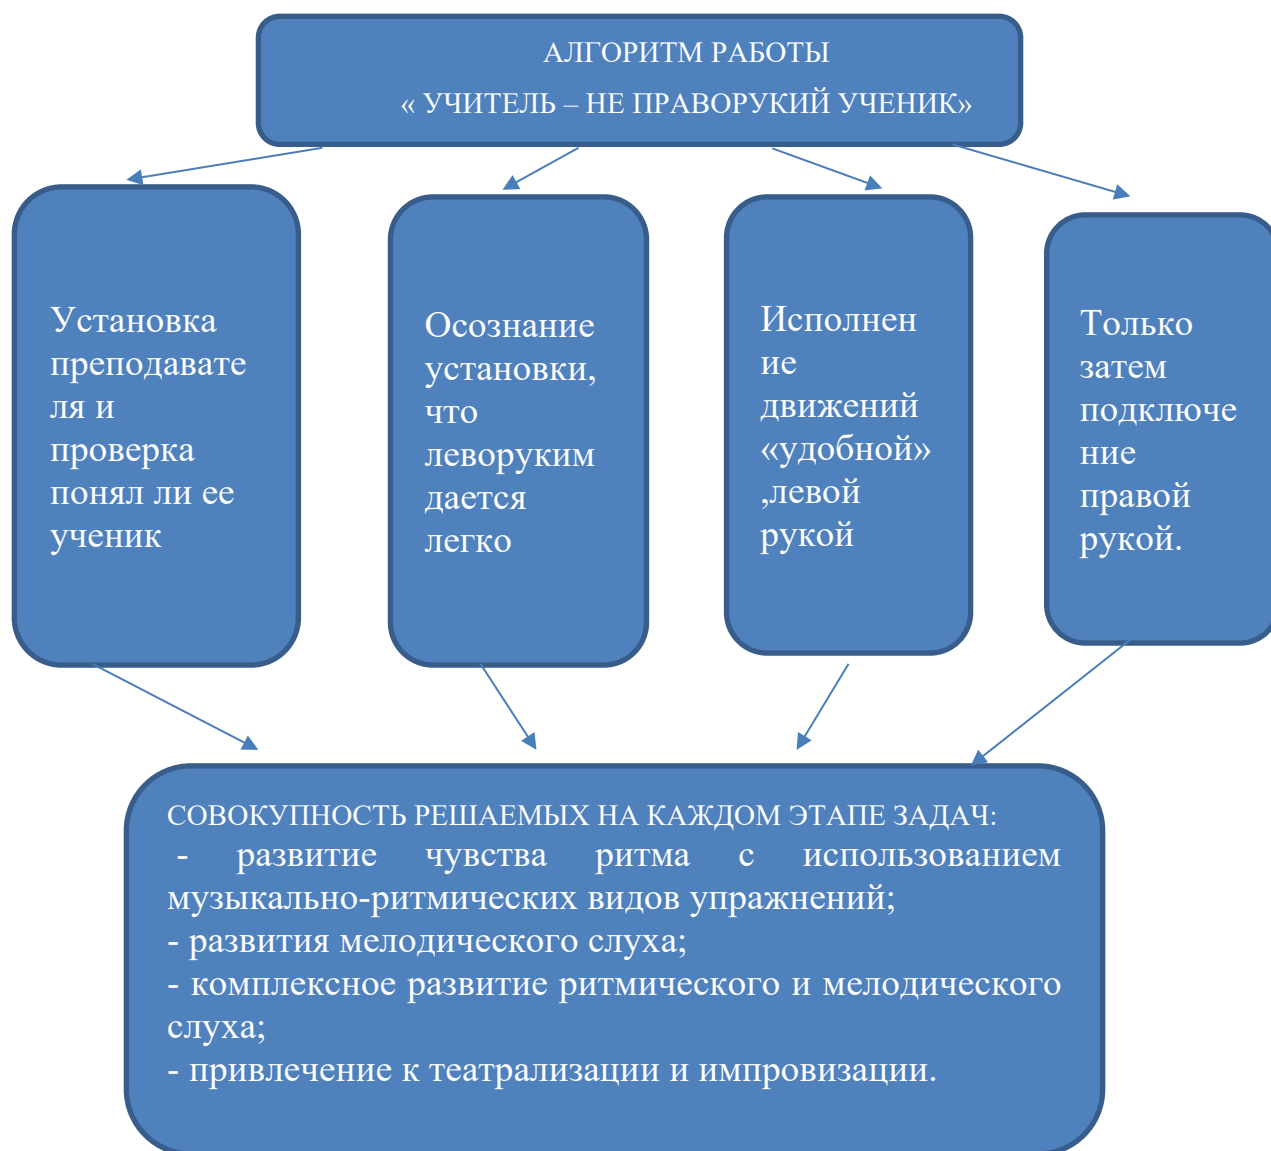 АЛГОРИТМ РАБОТЫ
« УЧИТЕЛЬ – НЕ ПРАВОРУКИЙ УЧЕНИК»
Установка
преподавате
ля и
проверка
понял ли ее
ученик
Осознание
установки,
что
леворуким
дается
легко
Исполнен
ие
движений
«удобной»
,левой
рукой
Только
затем
подключе
ние
правой
рукой.
СОВОКУПНОСТЬ РЕШАЕМЫХ НА КАЖДОМ ЭТАПЕ ЗАДАЧ:
- развитие чувства ритма с использованием
музыкально-ритмических видов упражнений;
- развития мелодического слуха;
- комплексное развитие ритмического и мелодического
слуха;
- привлечение к театрализации и импровизации.